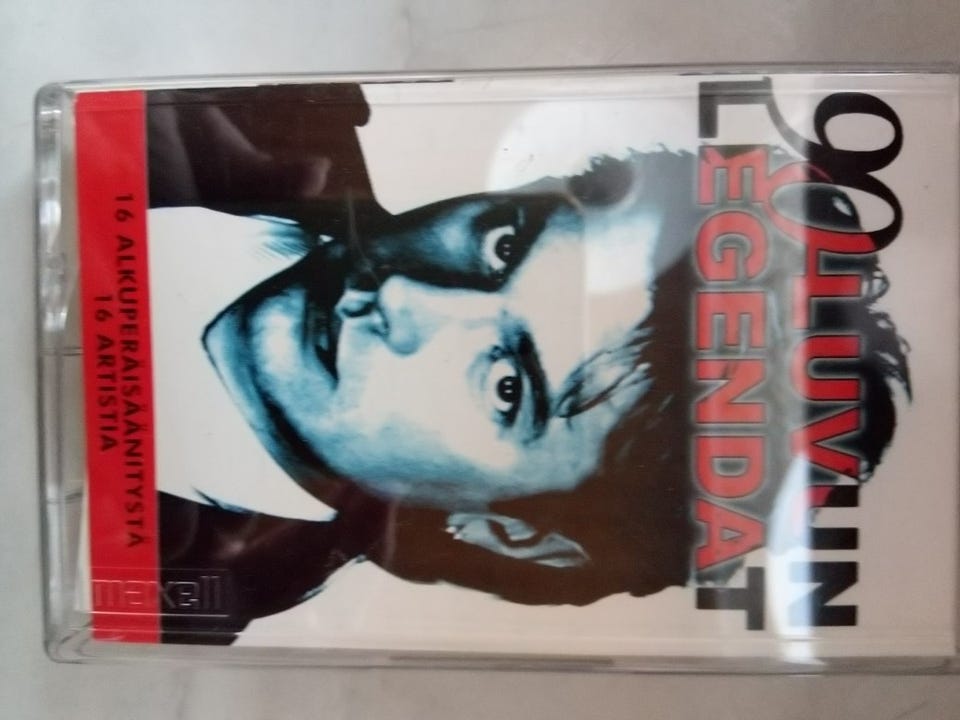 90-LUVUN
LEGENDAT
16 ALKUPERÄISÄÄNITYSTÄ
16 ARTISTIA
maxell